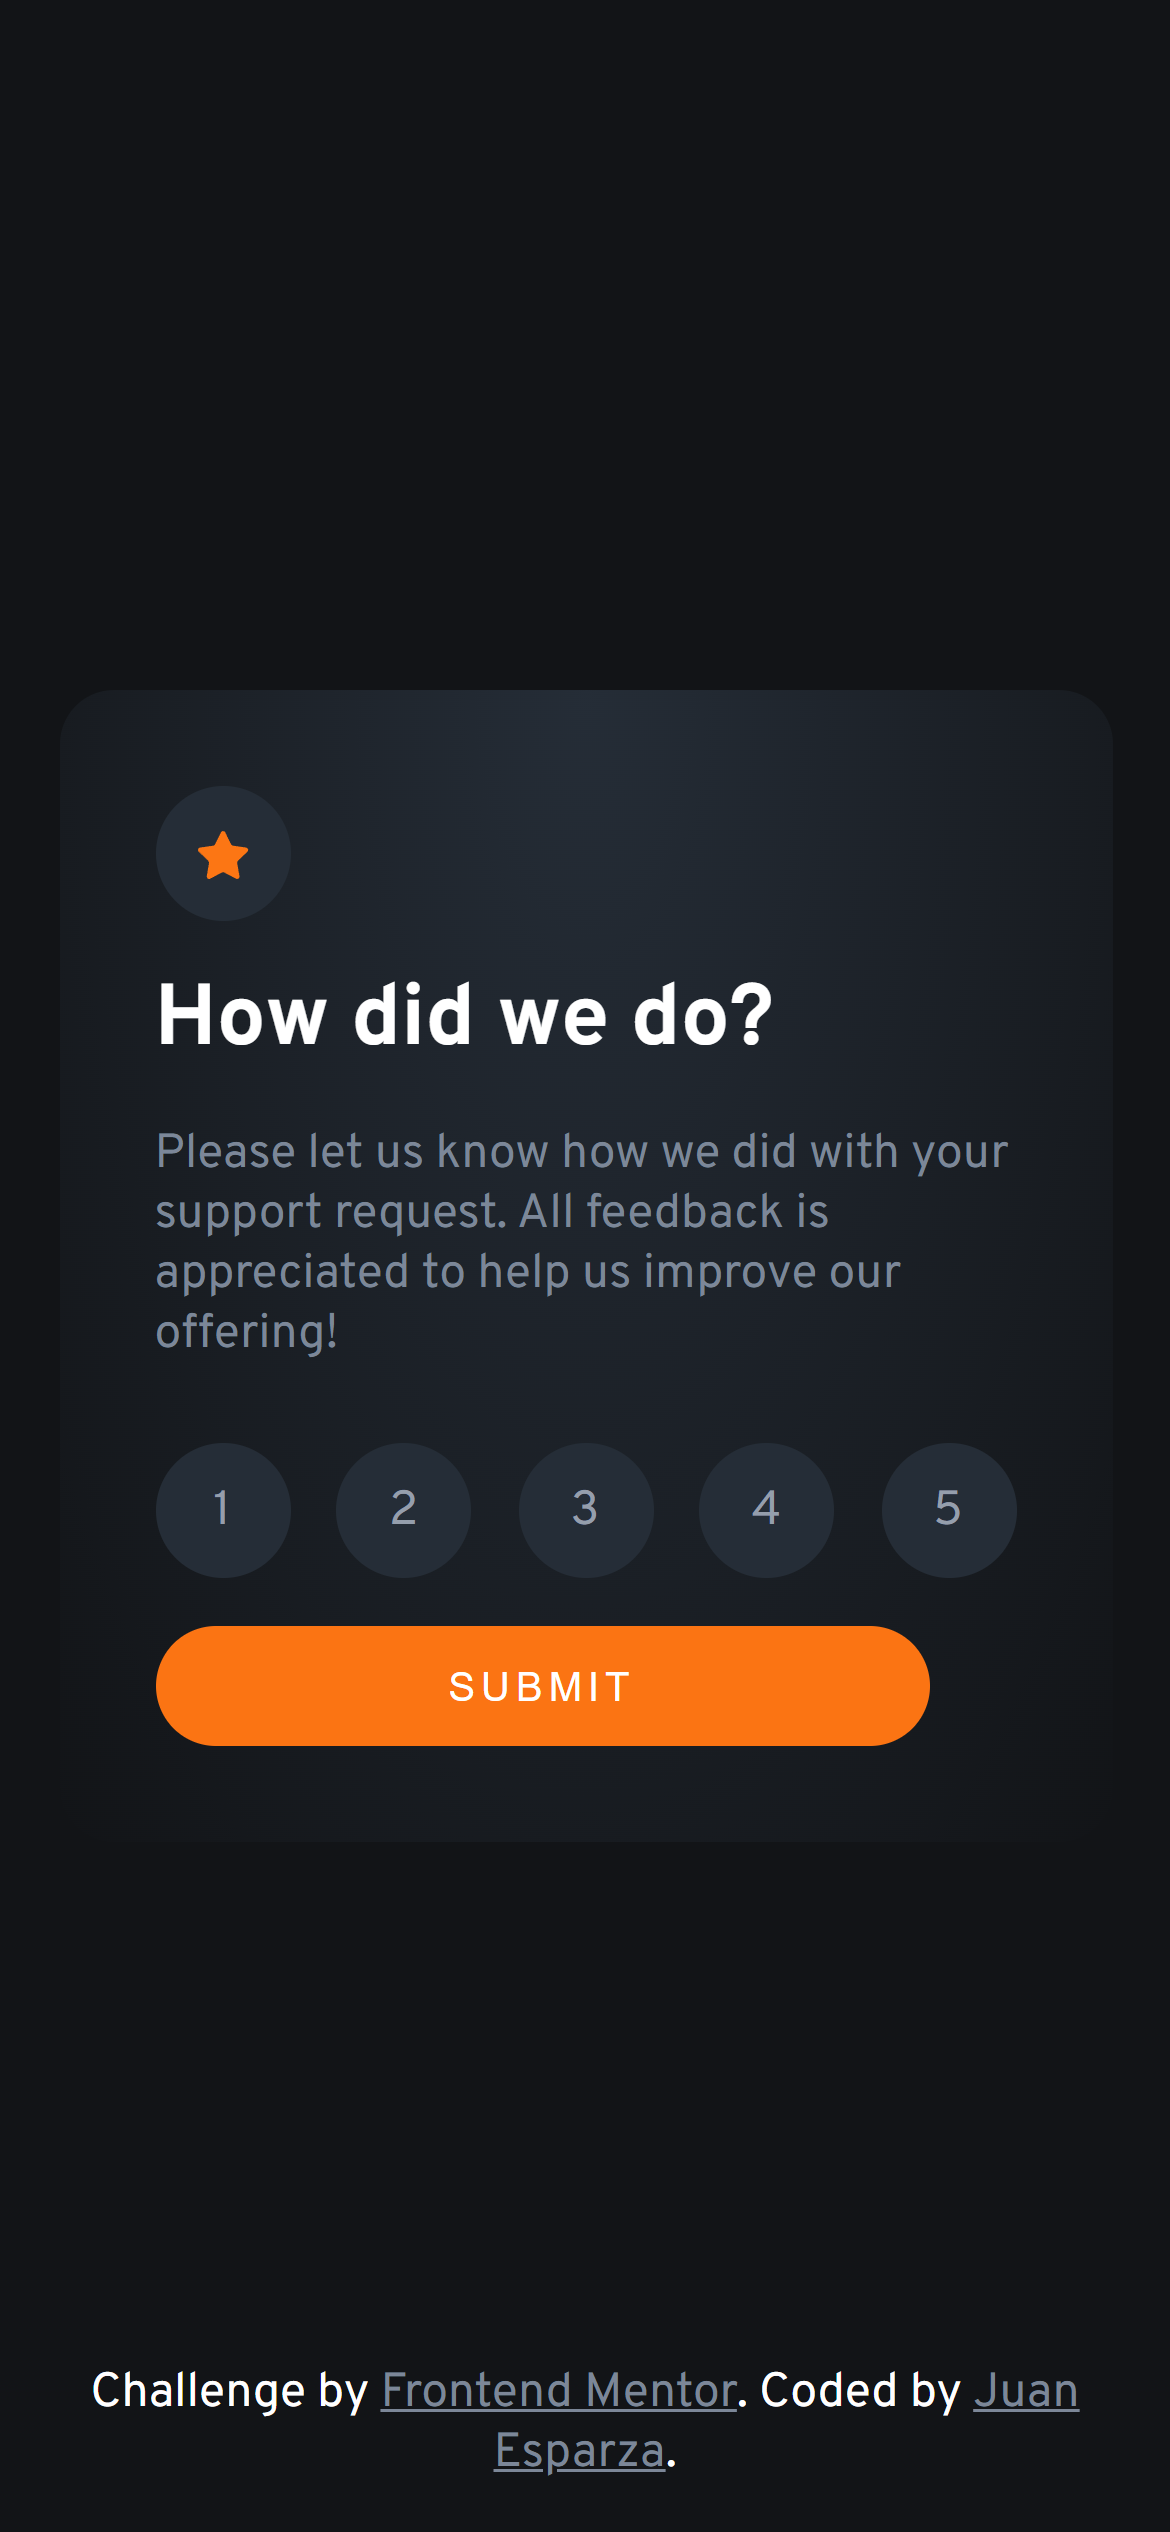 How did we do?
Please let us know how we did with your
support request. All feedback is
appreciated to help us improve our
offering!
1 2 3 4 5
SUBMIT
Challenge by Frontend Mentor. Coded by Juan
Esparza.